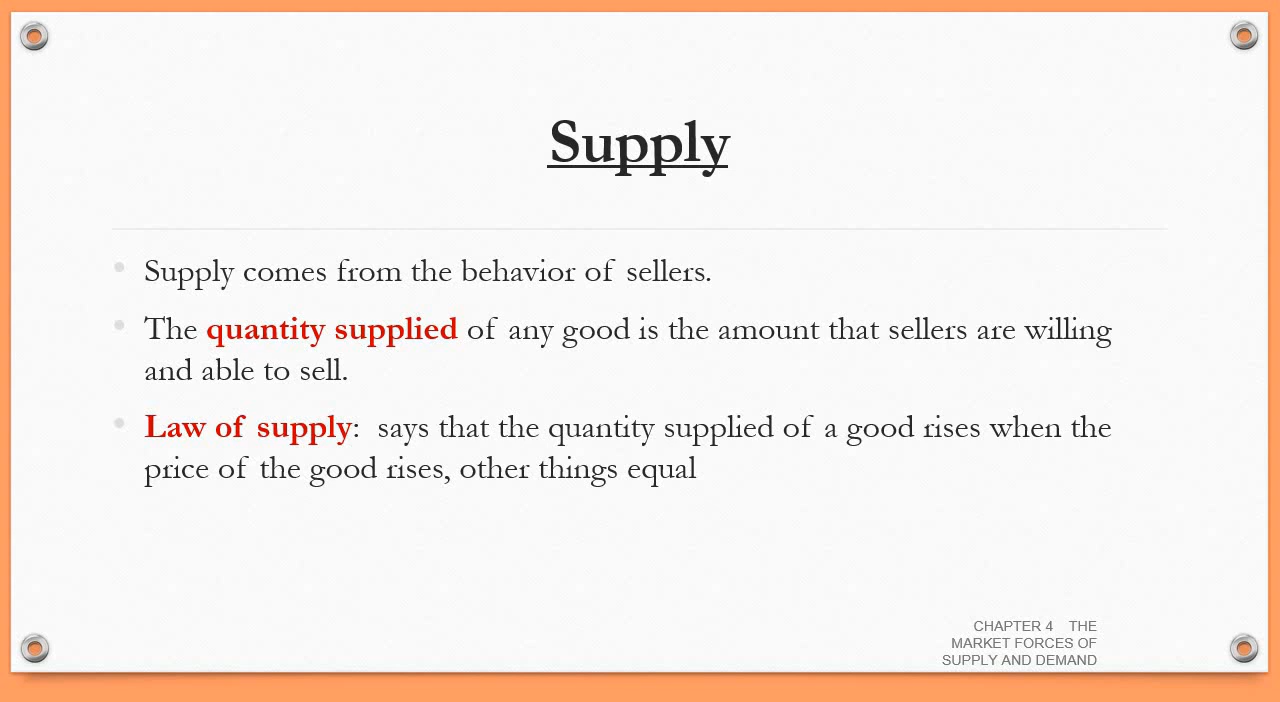 Supply
Supply comes from the behavior of sellers.
The quantity supplied of any good is the amount that sellers are willing
and able to sell.
Law of supply:  says that the quantity supplied of a good rises when the
price of the good rises, other things equal
CHAPTER 4    THE
MARKET FORCES OF
SUPPLY AND DEMAND